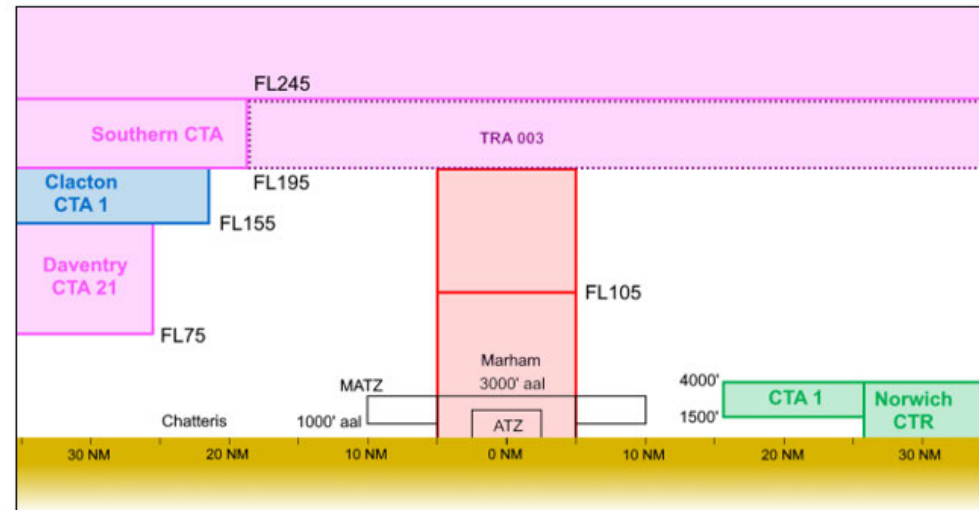 FL245
Southern CTA
TRA 003
Clacton
CTA 1
FL195
FL155
Daventry
CTA 21
FL105
FL75
Marham
MATZ
3000' aal
4000'
CTA 1
Norwich
CTR
Chatteris
1000' aal
ATZ
1500'
30 NM
20 NM
10 NM
0 NM
10 NM
20 NM
30 NM